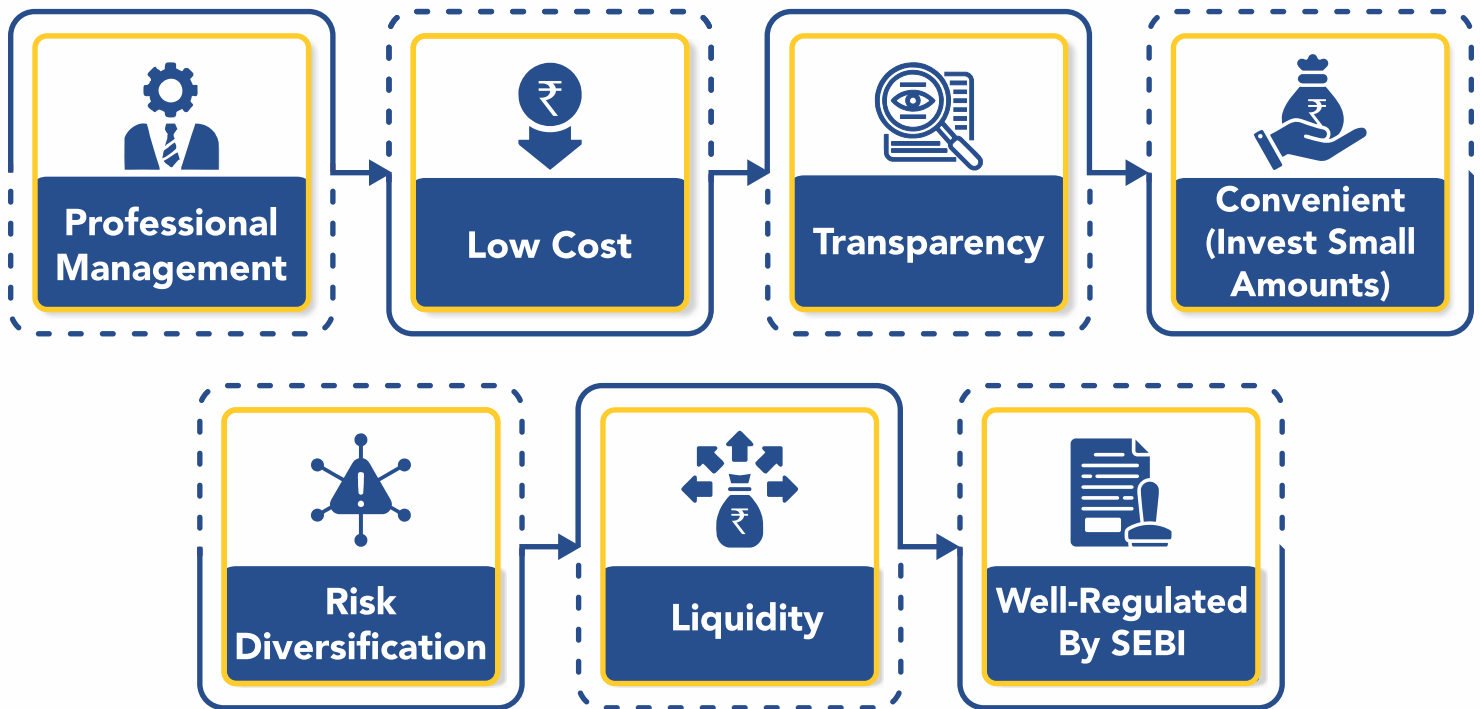 ₹
₹
Professional
Management
Low Cost
Transparency
Convenient
(Invest Small
Amounts)
₹
Risk
Diversification
Liquidity
Well-Regulated
By SEBI